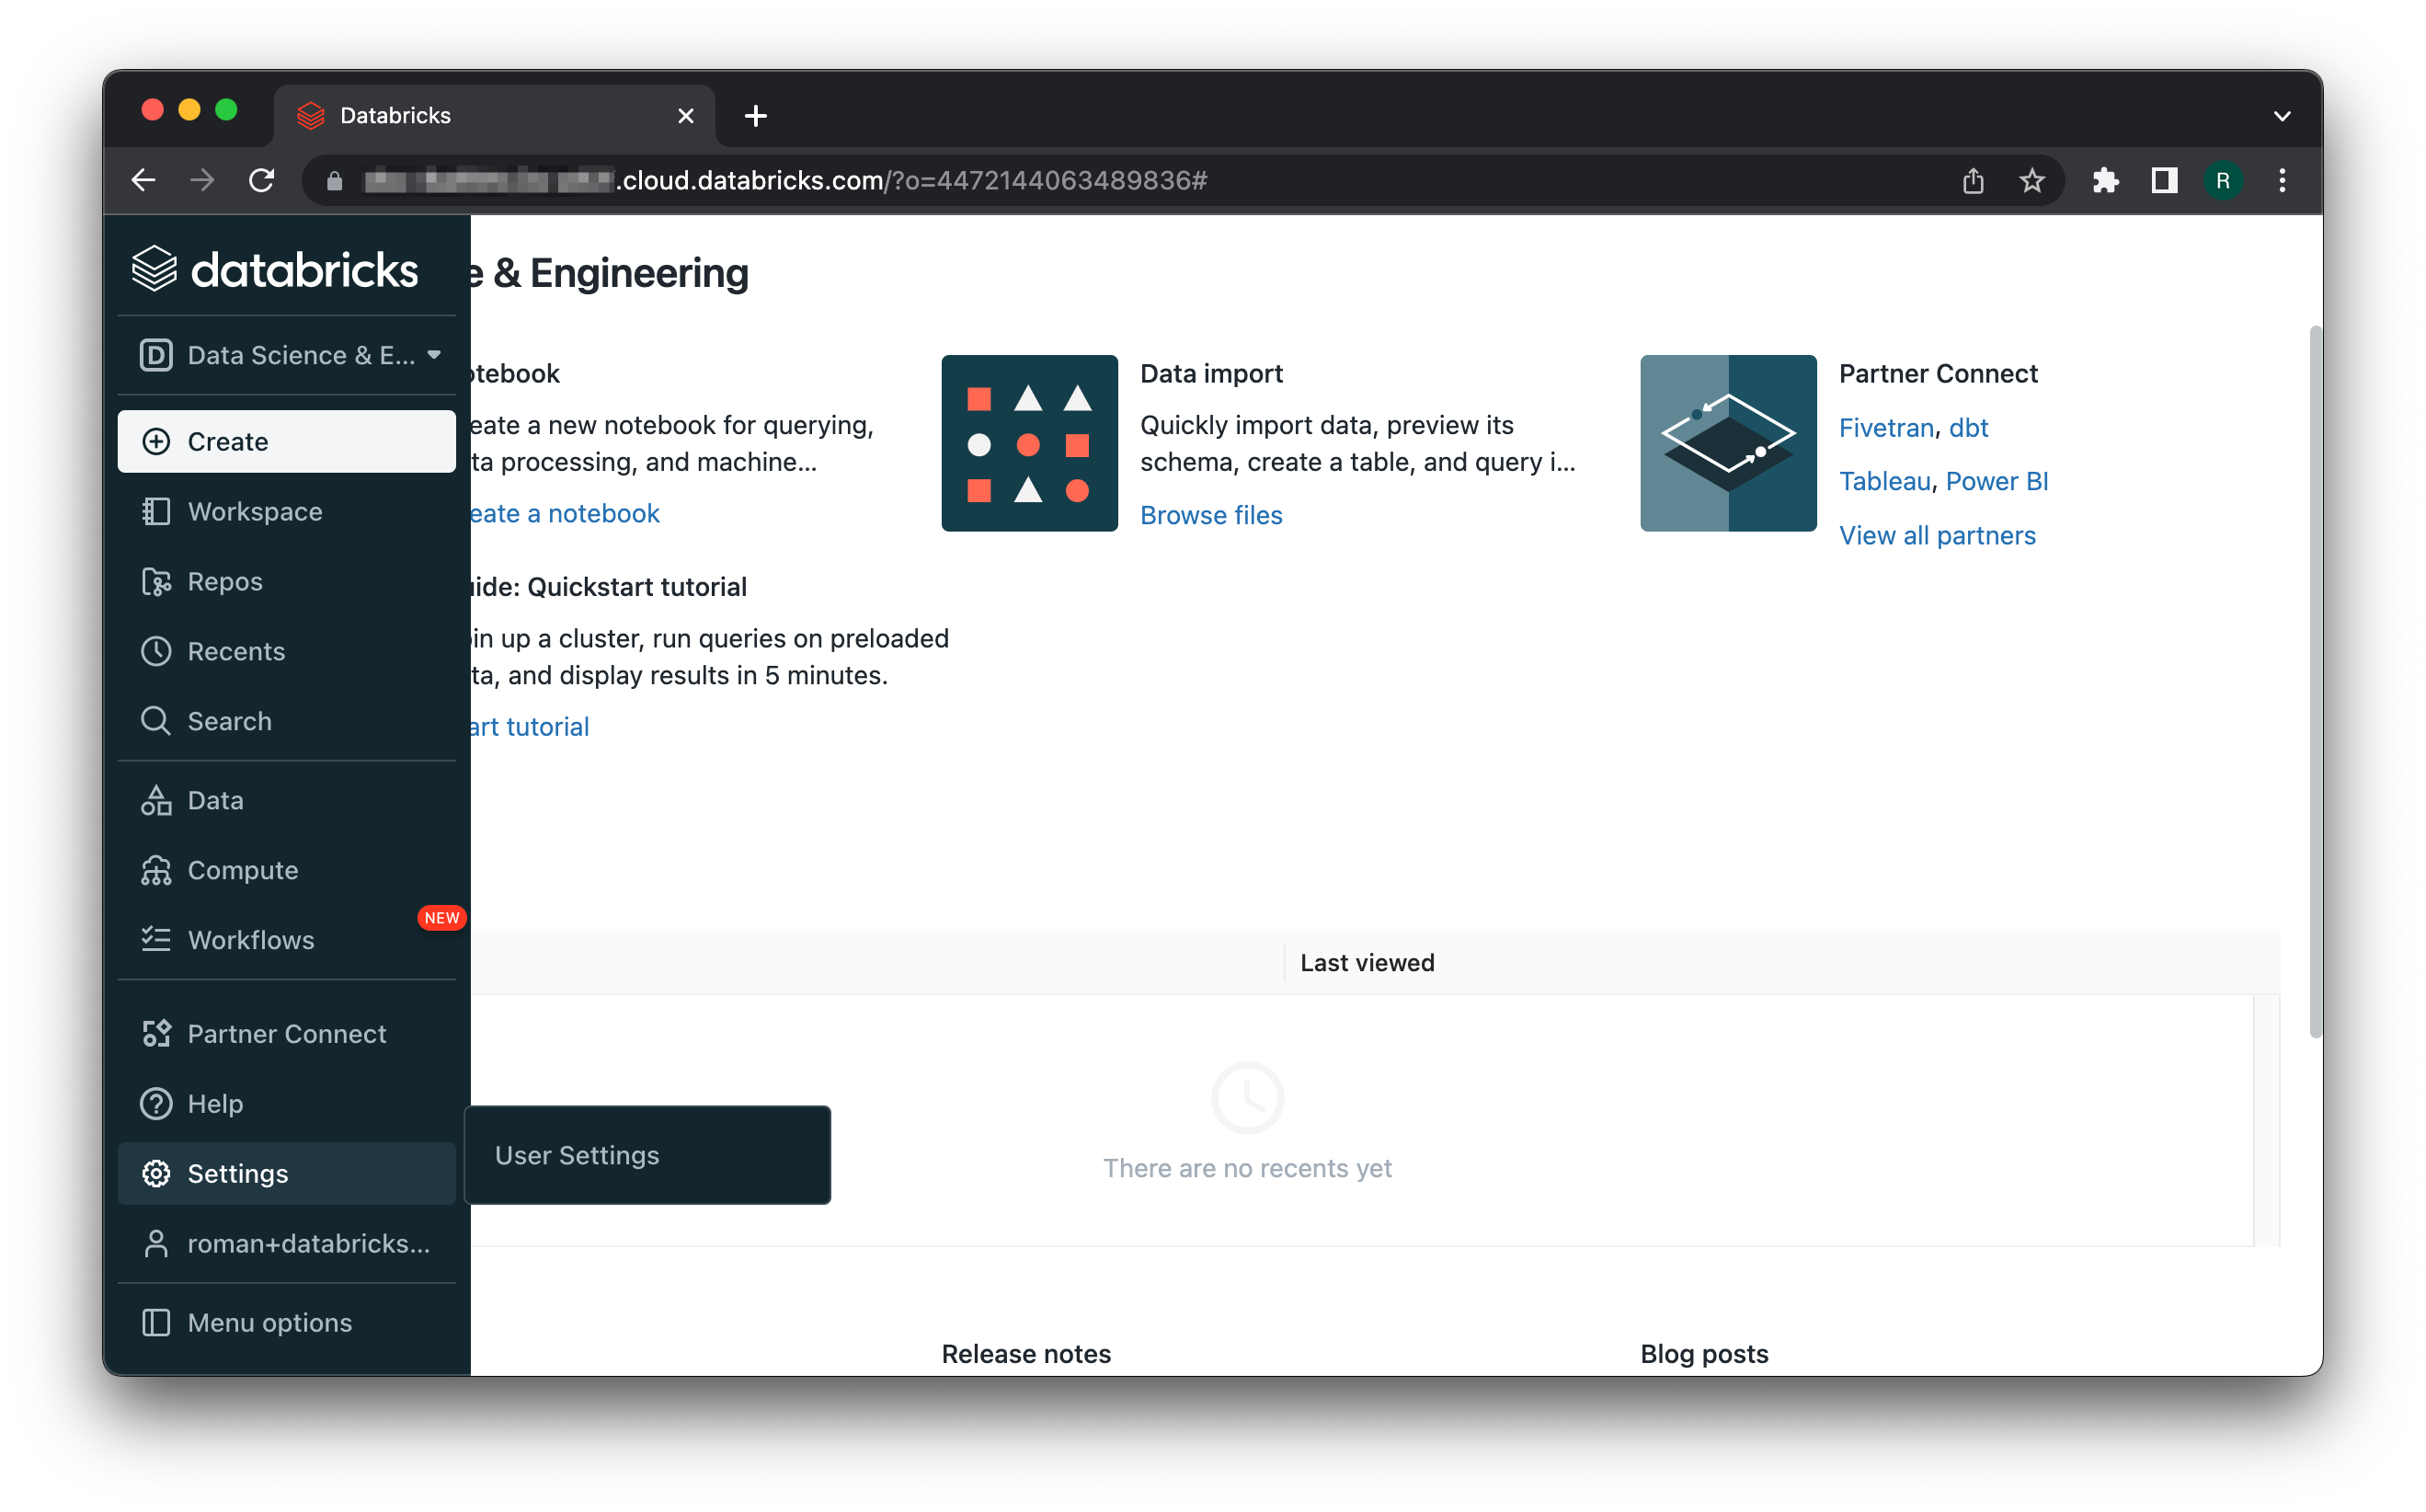 Databricks
.cloud.databricks.com/?o=4472144063489836#
R
databricks
D Data Science & E...
Create
Workspace
Repos
Recents
Search
Data
Compute
NEW
Workflows
Partner Connect
Help
Settings
roman+databricks...
Menu options
User Settings
e & Engineering
otebook
eate a new notebook for querying,
ta processing, and machine...
eate a notebook
Data import
Quickly import data, preview its
schema, create a table, and query i...
Browse files
Partner Connect
Fivetran, dbt
Tableau, Power BI
View all partners
uide: Quickstart tutorial
pin up a cluster, run queries on preloaded
ta, and display results in 5 minutes.
art tutorial
Last viewed
There are no recents yet
Release notes
Blog posts